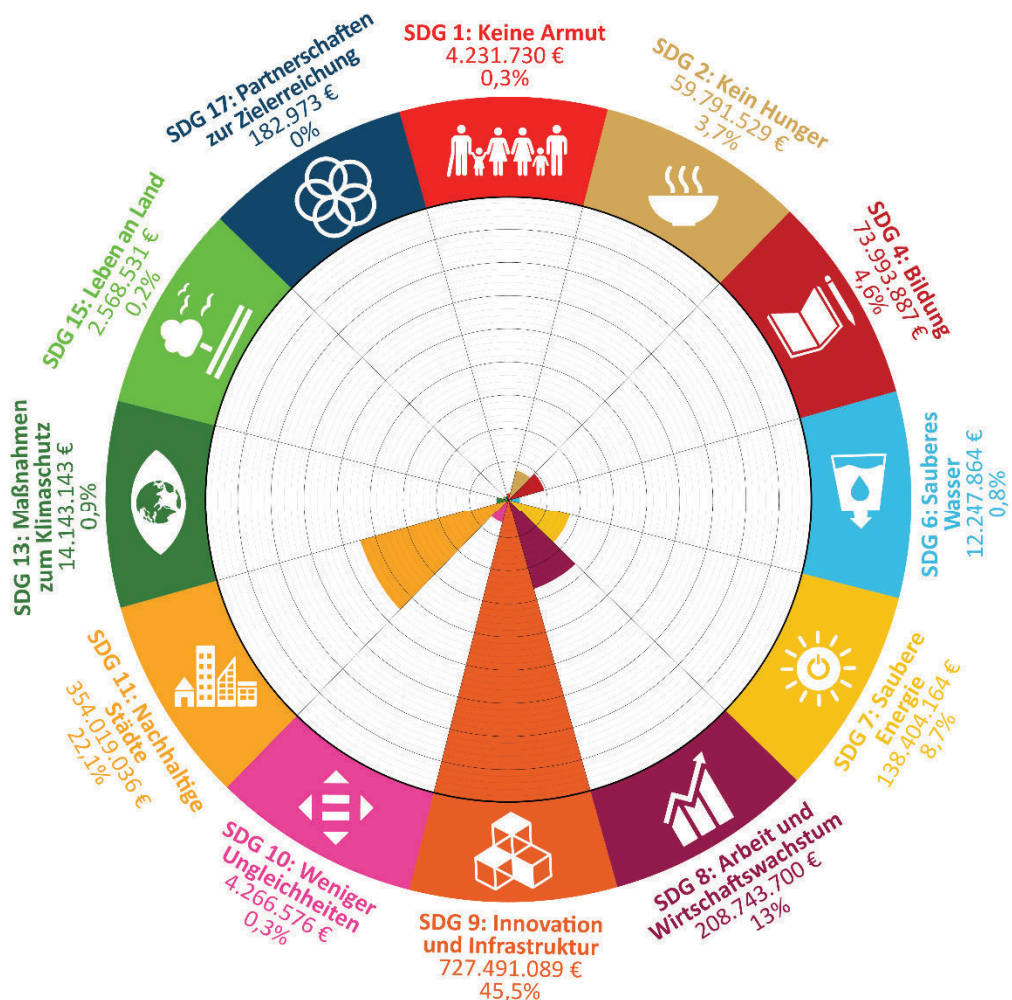 SDG 1: Keine Armut
4.231.730 €
0,3%
SDG 2: Kein Hunger
59.791.529 €
3,7%
SDG 4: Bildung
73.993.887 €
4,6%
SDG 6: Sauberes
Wasser
12.247.864 €
0,8%
SDG 7: Saubere
Energie
138.404.164 €
8,7%
SDG 8: Arbeit und
Wirtschaftswachstum
208.743.700 €
13%
SDG 9: Innovation
und Infrastruktur
727.491.089 €
45,5%
SDG 10: Weniger
Ungleichheiten
4.266.576 €
0,3%
SDG 11: Nachhaltige
Städte
354.019.036 €
22,1%
SDG 13: Maßnahmen
zum Klimaschutz
14.143.143 €
0,9%
SDG 15: Leben an Land
2.568.531 €
0,2%
SDG 17: Partnerschaften
zur Zielerreichung
182.973 €
0%